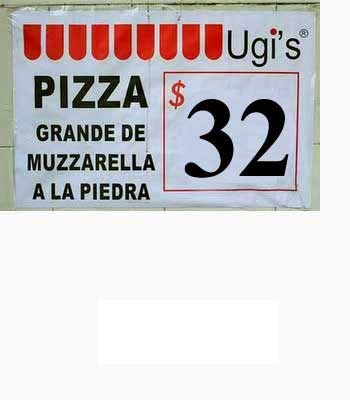 Ugi's®
PIZZA
GRANDE DE
MUZZARELLA
A LA PIEDRA
$ 32